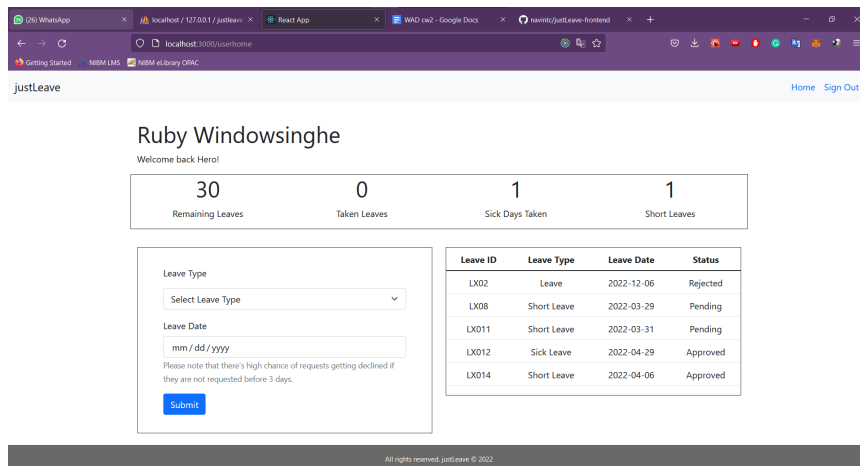 (26) WhatsApp
localhost / 127.0.0.1 / justleave
React App
WAD cw2 - Google Docs
navintc/justLeave-frontend
localhost:3000/userhome
Getting Started
NIBM LMS
NIBM eLibrary OPAC
justLeave
Home
Sign Out
Ruby Windowsinghe
Welcome back Hero!
30 0 1 1
Remaining Leaves Taken Leaves Sick Days Taken Short Leaves
Leave Type
Select Leave Type
Leave Date
mm / dd / yyyy
Please note that there's high chance of requests getting declined if
they are not requested before 3 days.
Submit
Leave ID Leave Type Leave Date Status
LX02 Leave 2022-12-06 Rejected
LX08 Short Leave 2022-03-29 Pending
LX011 Short Leave 2022-03-31 Pending
LX012 Sick Leave 2022-04-29 Approved
LX014 Short Leave 2022-04-06 Approved
All rights reserved. justLeave © 2022